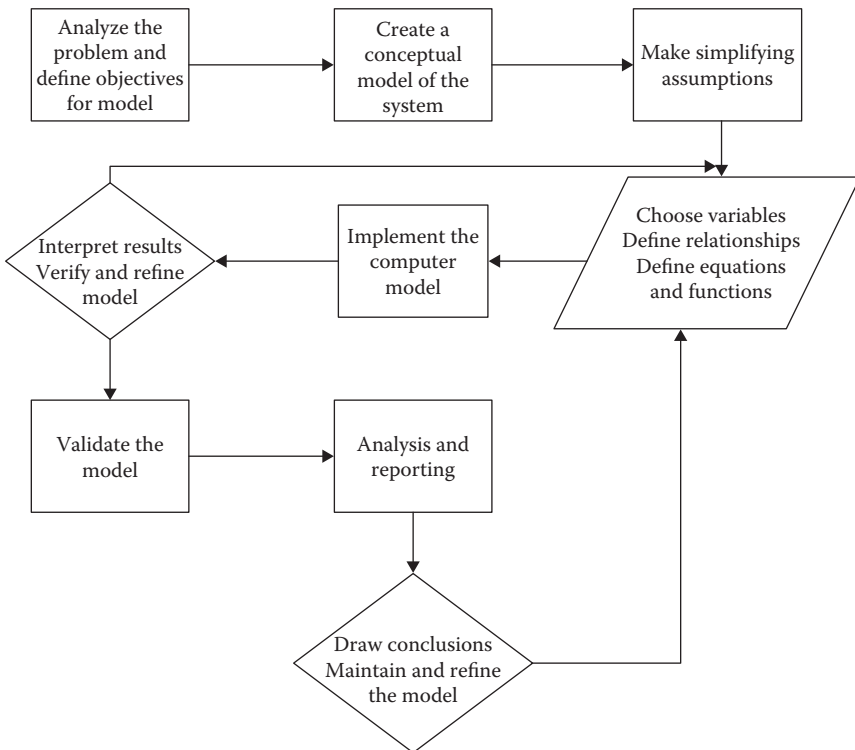 Analyze the
problem and
define objectives
for model
Create a
conceptual
model of the
system
Make simplifying
assumptions
Choose variables
Define relationships
Define equations
and functions
Implement the
computer
model
Interpret results
Verify and refine
model
Validate the
model
Analysis and
reporting
Draw conclusions
Maintain and refine
the model